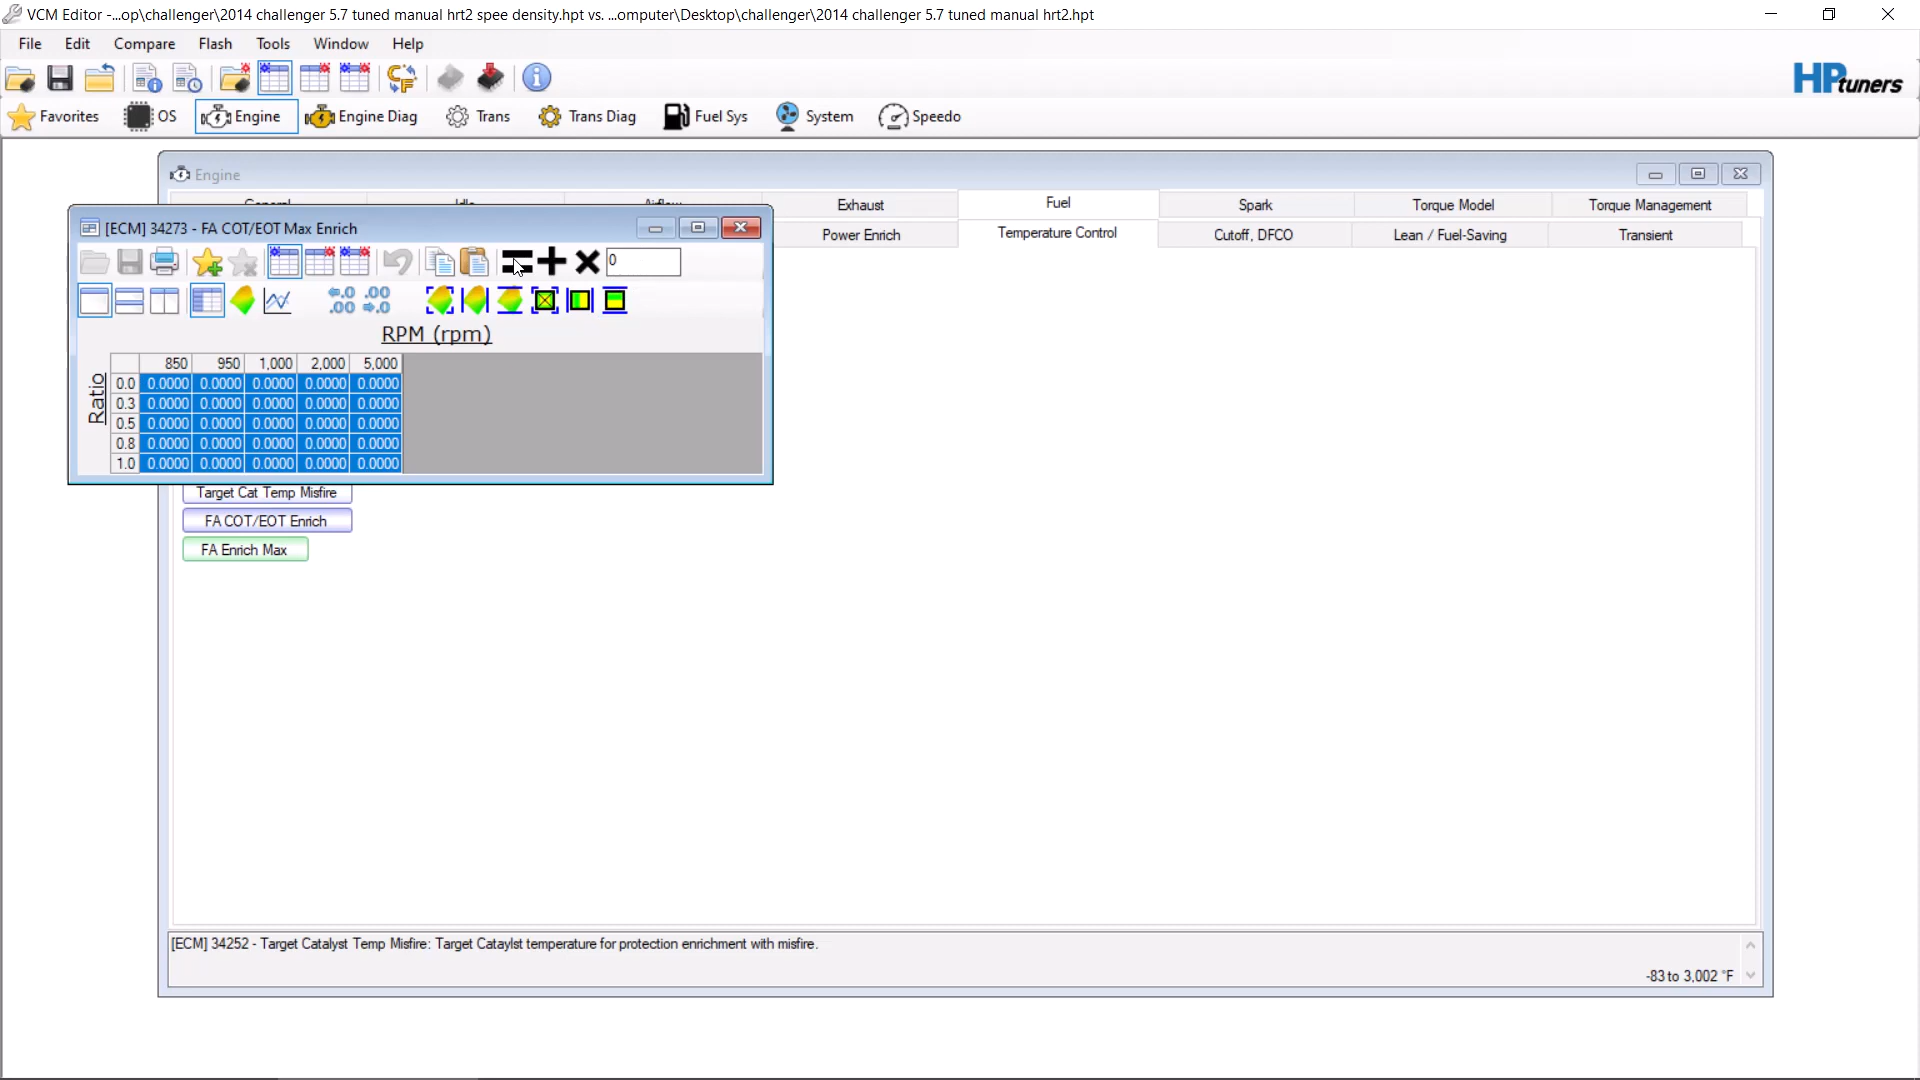 VCM Editor -...op\challenger\2014 challenger 5.7 tuned manual hrt2 spee density.hpt vs. ...omputer\Desktop\challenger\2014 challenger 5.7 tuned manual hrt2.hpt
File Edit Compare Flash Tools Window Help
HPtuners
Favorites OS Engine Engine Diag Trans Trans Diag Fuel Sys System Speedo
Engine
General Idle Airflow Exhaust Fuel Spark Torque Model Torque Management
[ECM] 34273 - FA COT/EOT Max Enrich
Power Enrich Temperature Control Cutoff, DFCO Lean / Fuel-Saving Transient
0
RPM (rpm)
850 950 1,000 2,000 5,000
Ratio
0.0 0.0000 0.0000 0.0000 0.0000 0.0000
0.3 0.0000 0.0000 0.0000 0.0000 0.0000
0.5 0.0000 0.0000 0.0000 0.0000 0.0000
0.8 0.0000 0.0000 0.0000 0.0000 0.0000
1.0 0.0000 0.0000 0.0000 0.0000 0.0000
Target Cat Temp Misfire
FA COT/EOT Enrich
FA Enrich Max
[ECM] 34252 - Target Catalyst Temp Misfire: Target Cataylst temperature for protection enrichment with misfire.
-83 to 3,002 °F